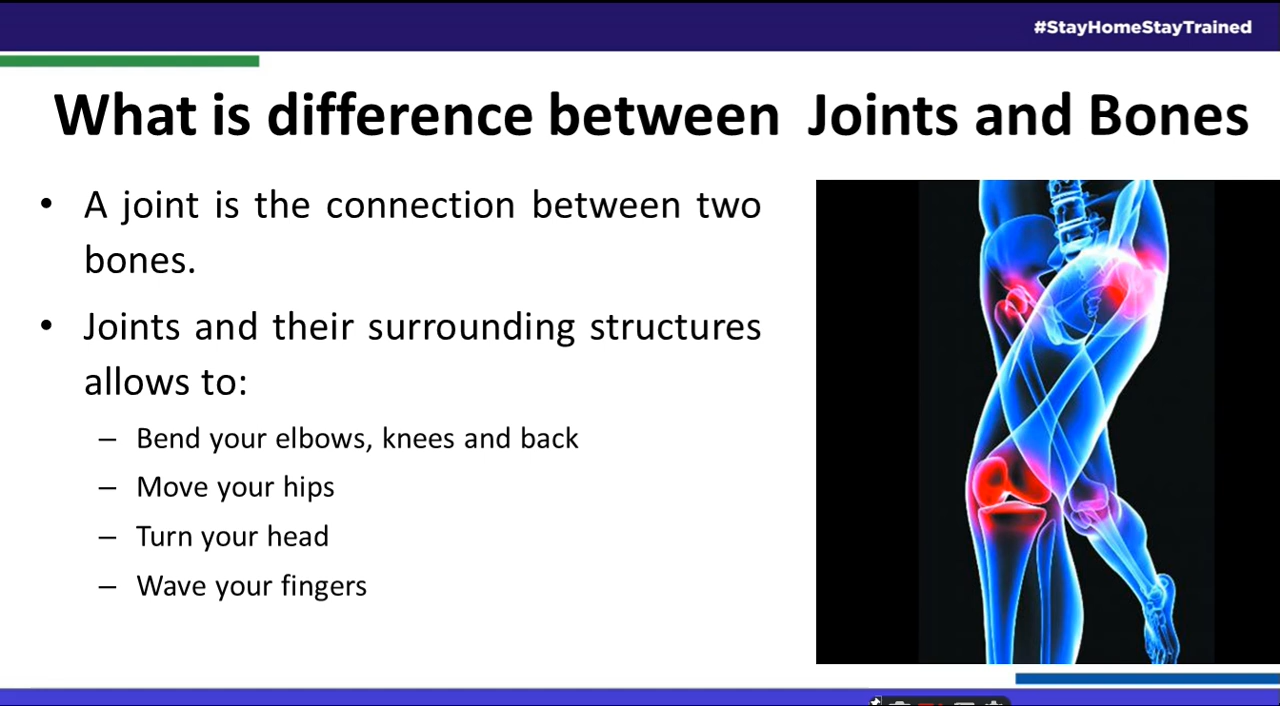 #StayHomeStayTrained
What is difference between Joints and Bones
• A joint is the connection between two
bones.
• Joints and their surrounding structures
allows to:
– Bend your elbows, knees and back
– Move your hips
– Turn your head
– Wave your fingers